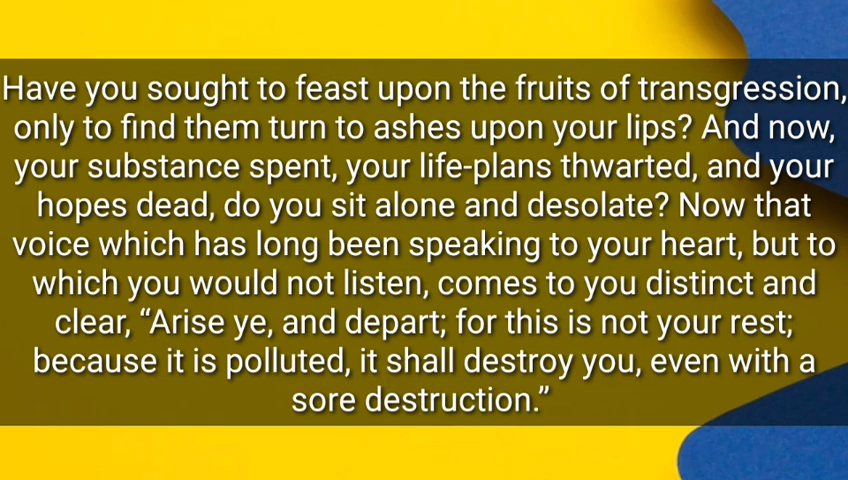 Have you sought to feast upon the fruits of transgression,
only to find them turn to ashes upon your lips? And now,
your substance spent, your life-plans thwarted, and your
hopes dead, do you sit alone and desolate? Now that
voice which has long been speaking to your heart, but to
which you would not listen, comes to you distinct and
clear, “Arise ye, and depart; for this is not your rest;
because it is polluted, it shall destroy you, even with a
sore destruction.”